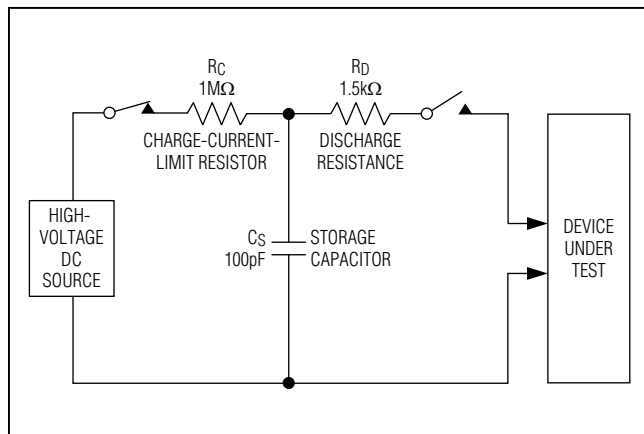 RC
1MΩ
CHARGE-CURRENT-
LIMIT RESISTOR
RD
1.5kΩ
DISCHARGE
RESISTANCE
HIGH-
VOLTAGE
DC
SOURCE
CS
100pF
STORAGE
CAPACITOR
DEVICE
UNDER
TEST